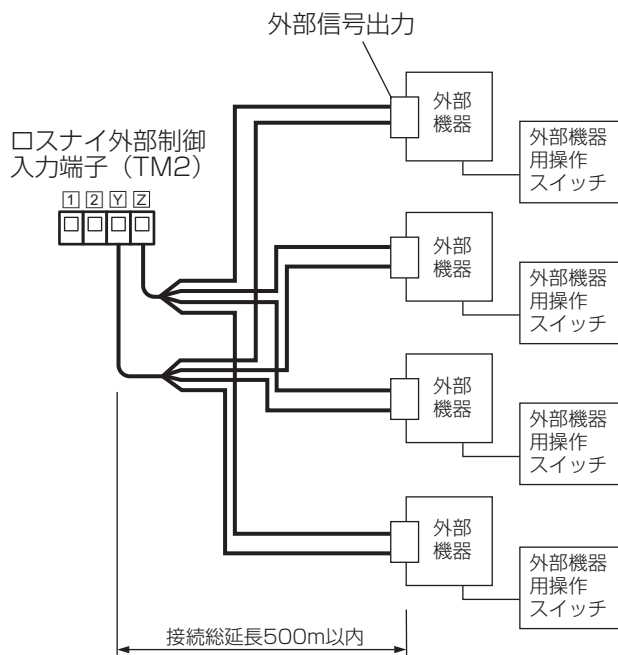 外部信号出力
ロスナイ外部制御
入力端子（TM2）
1 2 Y Z
外部
機器
外部機器
用操作
スイッチ
外部
機器
外部機器
用操作
スイッチ
外部
機器
外部機器
用操作
スイッチ
外部
機器
外部機器
用操作
スイッチ
接続総延長500m以内